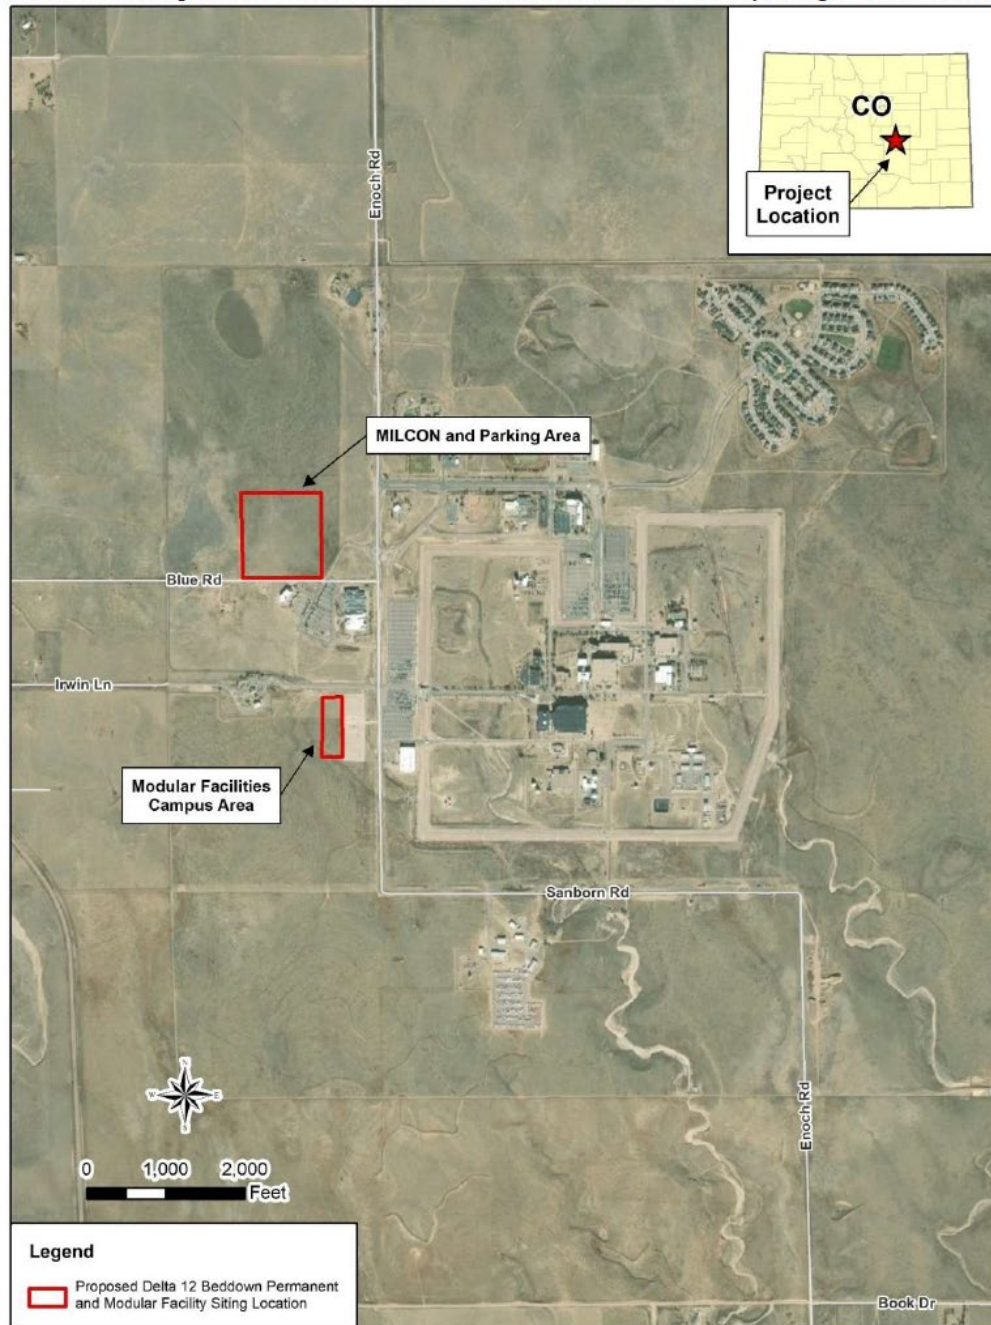 CO
Project
Location
Enoch Rd
MILCON and Parking Area
Blue Rd
Irwin Ln
Modular Facilities
Campus Area
Sanborn Rd
Enoch Rd
N
W
E
S
0 1,000 2,000
Feet
Legend
Proposed Delta 12 Beddown Permanent
and Modular Facility Siting Location
Book Dr